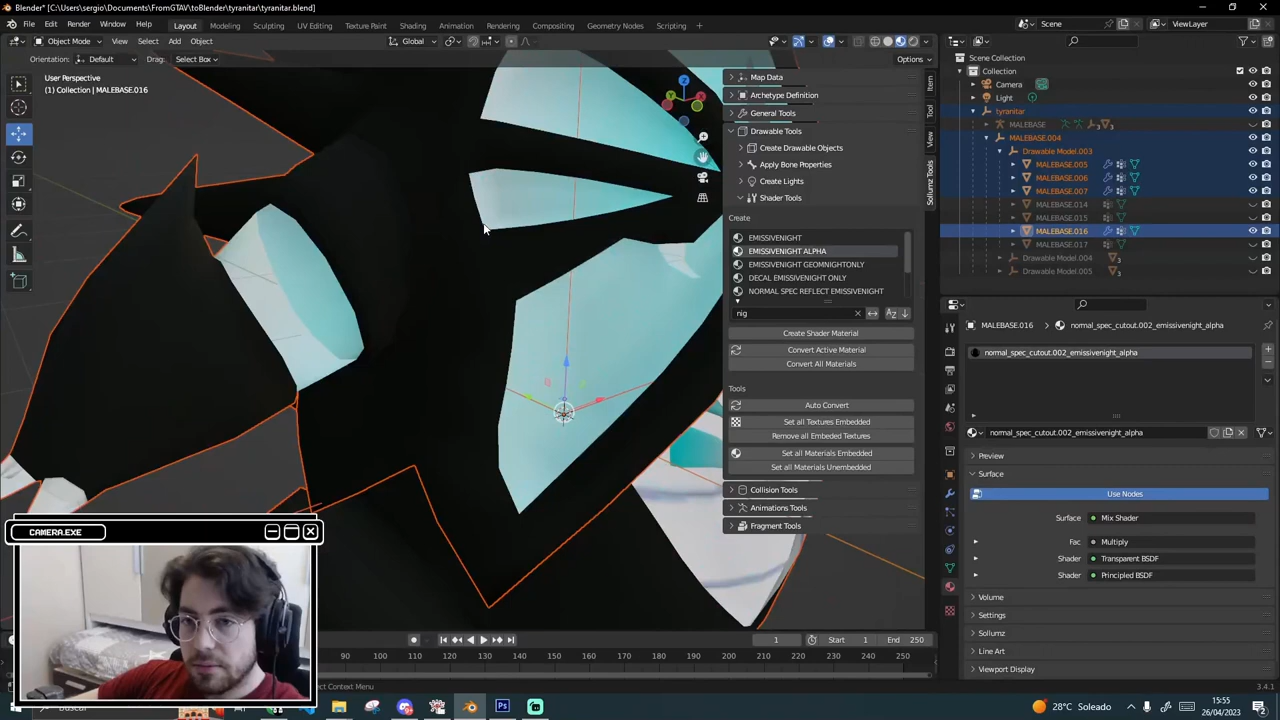 Blender* [C:\Users\sergio\Documents\FromGTAV\toBlender\tyranitar\tyranitar.blend]
File Edit Render Window Help Layout Modeling Sculpting UV Editing Texture Paint Shading Animation Rendering Compositing Geometry Nodes Scripting + Scene ViewLayer
Object Mode View Select Add Object Global
Orientation: Default Drag: Select Box Options
User Perspective
(1) Collection | MALEBASE.016
Z
Map Data
Archetype Definition
General Tools
Drawable Tools
Create Drawable Objects
Apply Bone Properties
Create Lights
Shader Tools
Create
EMISSIVENIGHT
EMISSIVENIGHT ALPHA
EMISSIVENIGHT GEOMNIGHTONLY
DECAL EMISSIVENIGHT ONLY
NORMAL SPEC REFLECT EMISSIVENIGHT
nig
Create Shader Material
Convert Active Material
Convert All Materials
Tools
Auto Convert
Set all Textures Embedded
Remove all Embeded Textures
Set all Materials Embedded
Set all Materials Unembedded
Collision Tools
Animations Tools
Fragment Tools
Item
Tool
View
Sollumz Tools
Scene Collection
Collection
Camera
Light
tyranitar
MALEBASE
MALEBASE.004
Drawable Model.003
MALEBASE.005
MALEBASE.006
MALEBASE.007
MALEBASE.014
MALEBASE.015
MALEBASE.016
MALEBASE.017
Drawable Model.004
Drawable Model.005
MALEBASE.016 > normal_spec_cutout.002_emissivenight_alpha
normal_spec_cutout.002_emissivenight_alpha
normal_spec_cutout.002_emissivenight_alpha
Preview
Surface
Use Nodes
Surface Mix Shader
Fac Multiply
Shader Transparent BSDF
Shader Principled BSDF
Volume
Settings
Sollumz
Line Art
Viewport Display
CAMERA.EXE
1 Start 1 End 250
90 100 110 120 130 140 150 160 170 180 190 200 210 220 230 240 250
Context Menu
3.4.1
28°C Soleado
15:55
26/04/2023